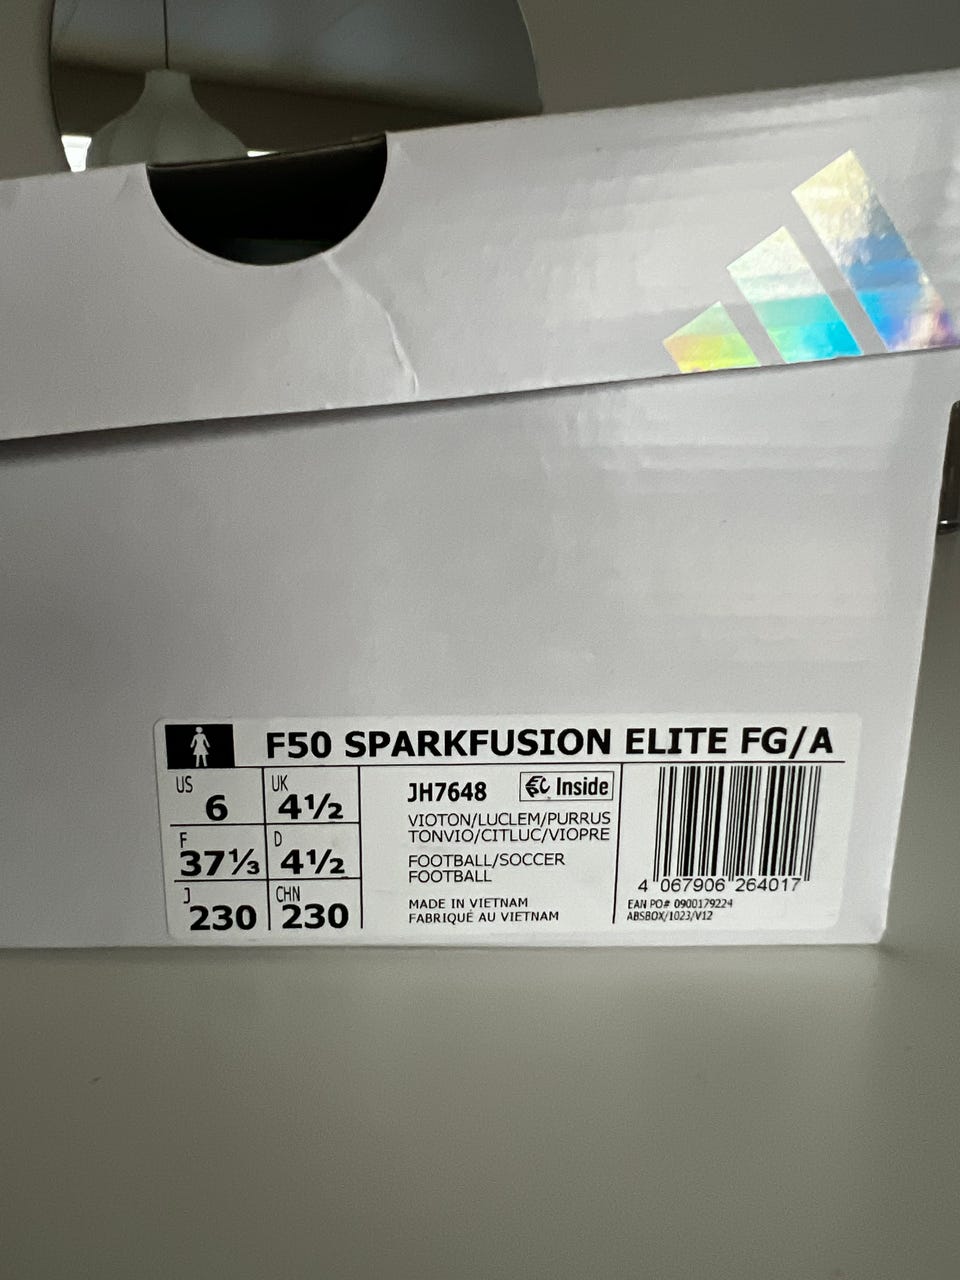 F50 SPARKFUSION ELITE FG/A
US 6 UK 4½
F 37⅓ D 4½
J 230 CHN 230
JH7648 Inside
VIOTON/LUCLEM/PURRUS
TONVIO/CITLUC/VIOPRE
FOOTBALL/SOCCER
FOOTBALL
MADE IN VIETNAM
FABRIQUÉ AU VIETNAM
4 067906 264017
EAN PO# 0900179224
ABSBOX/1023/V12